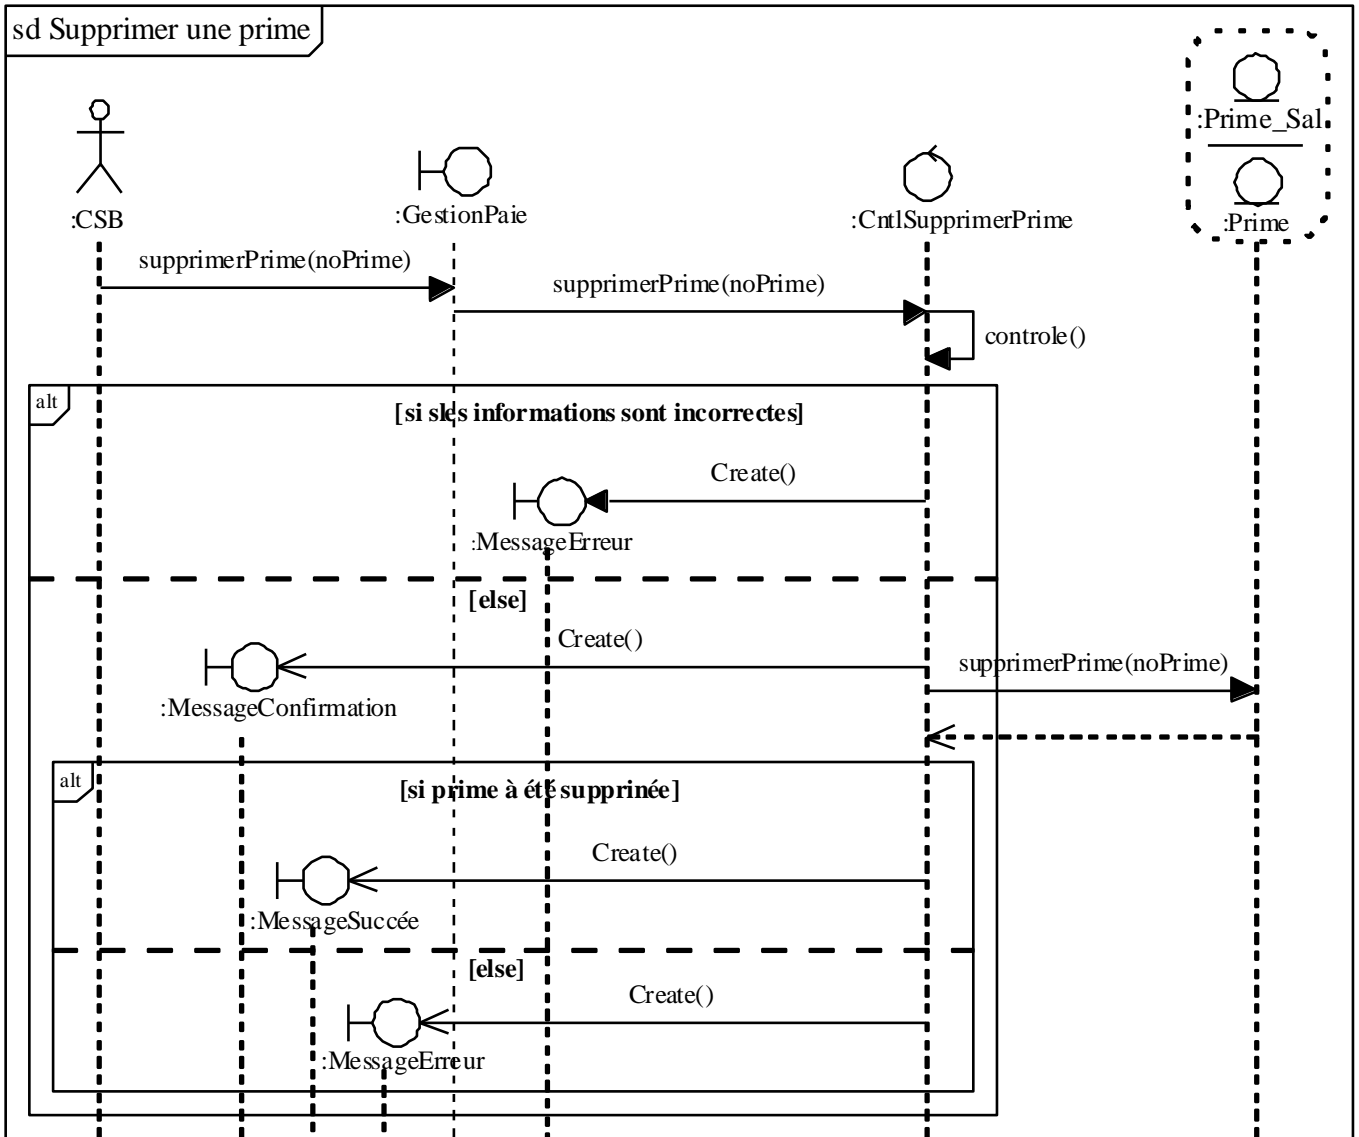 sd Supprimer une prime
:Prime_Sal
:CSB
:GestionPaie
:CntlSupprimerPrime
:Prime
supprimerPrime(noPrime)
supprimerPrime(noPrime)
controle()
alt
[si sles informations sont incorrectes]
Create()
:MessageErreur
[else]
Create()
supprimerPrime(noPrime)
:MessageConfirmation
alt
[si prime à été supprinée]
Create()
:MessageSuccée
[else]
Create()
:MessageErreur